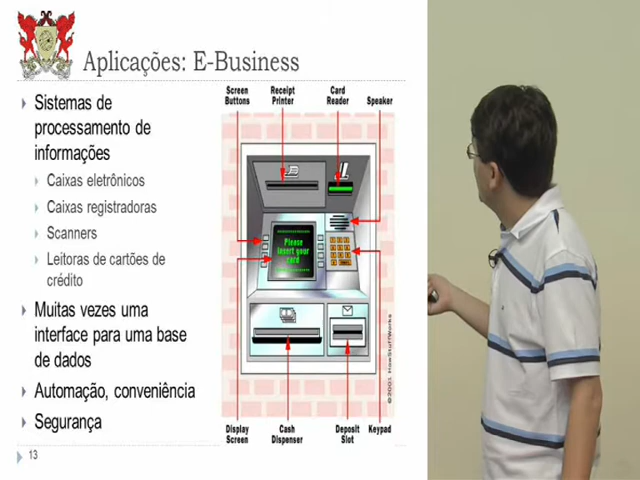 Aplicações: E-Business
Sistemas de
processamento de
informações
Caixas eletrônicos
Caixas registradoras
Scanners
Leitoras de cartões de
crédito
Muitas vezes uma
interface para uma base
de dados
Automação, conveniência
Segurança
13
Screen
Buttons
Receipt
Printer
Card
Reader
Speaker
Please
insert your
card
Display
Screen
Cash
Dispenser
Deposit
Slot
Keypad
©2001 HowStuffWorks